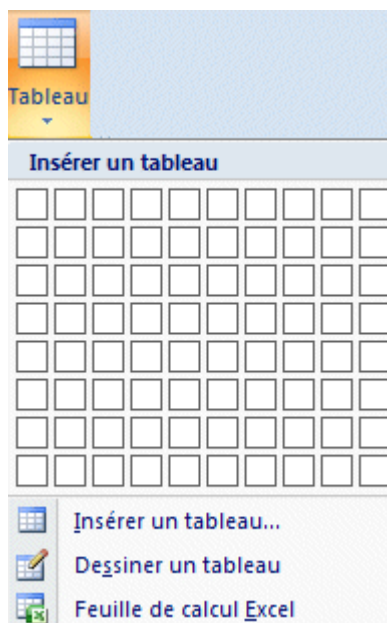 Tableau
Insérer un tableau
Insérer un tableau...
Dessiner un tableau
Feuille de calcul Excel